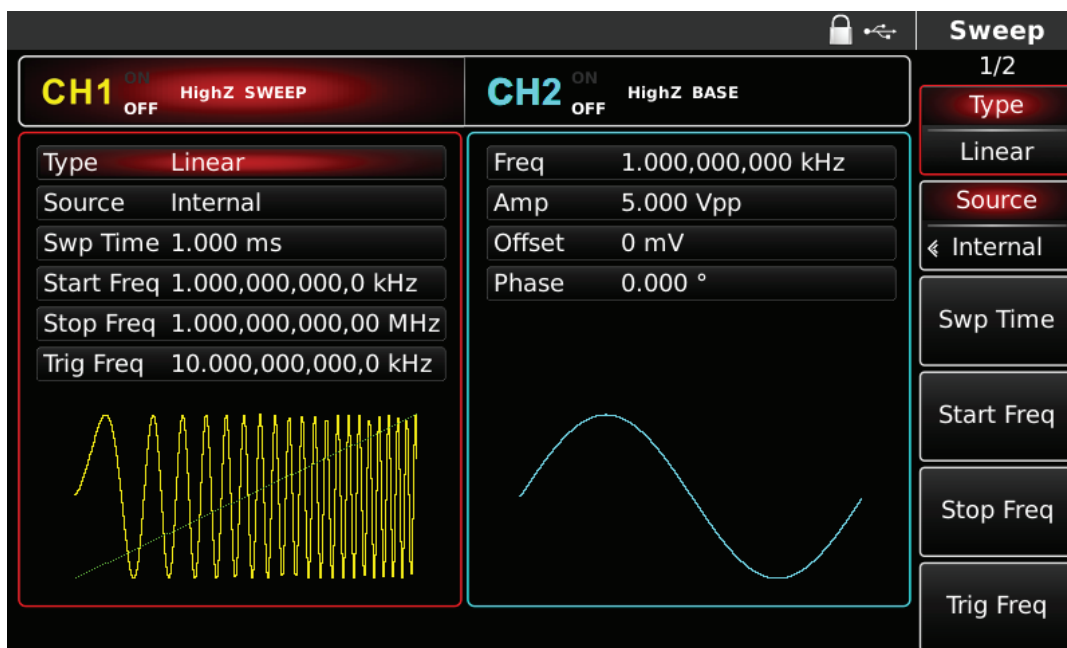 Sweep
1/2
CH1 ON OFF HighZ SWEEP
CH2 ON OFF HighZ BASE
Type Linear
Source Internal
Swp Time 1.000 ms
Start Freq 1.000,000,000,0 kHz
Stop Freq 1.000,000,000,00 MHz
Trig Freq 10.000,000,000,0 kHz
Freq 1.000,000,000 kHz
Amp 5.000 Vpp
Offset 0 mV
Phase 0.000 °
Type
Linear
Source
« Internal
Swp Time
Start Freq
Stop Freq
Trig Freq